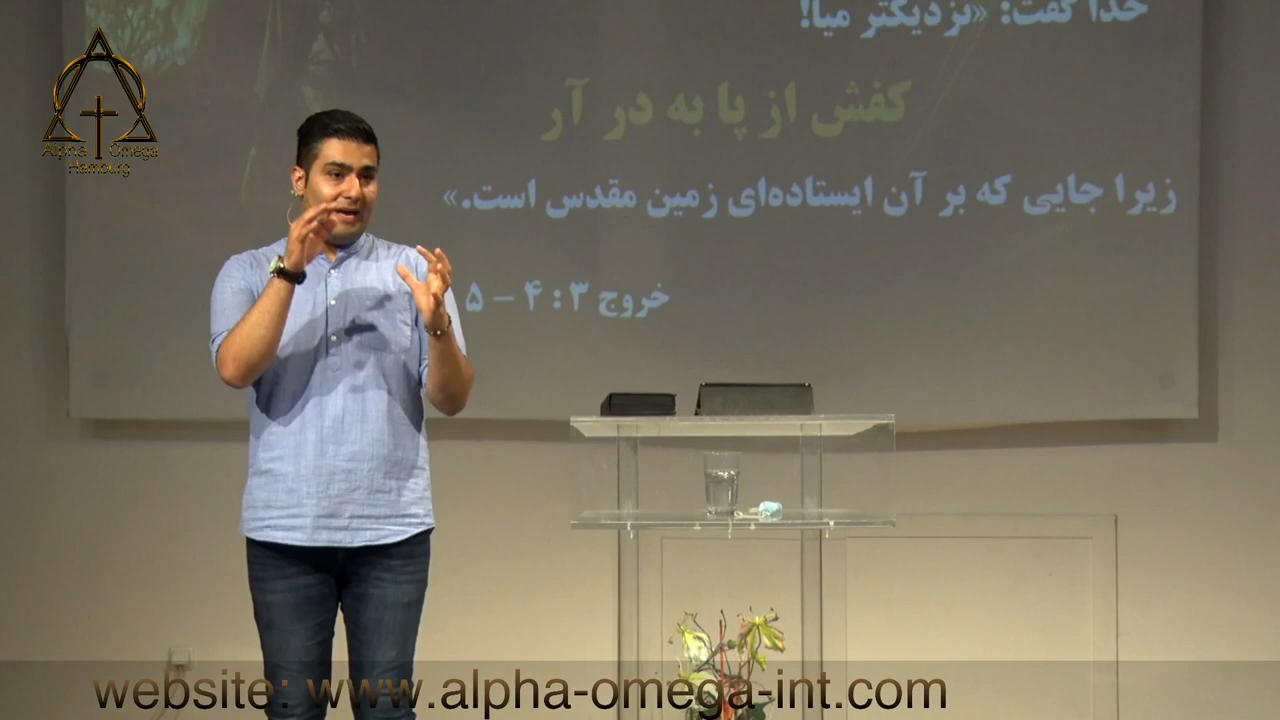 خدا گفت: «نزدیکتر میا!
کفش از پا به در آر
زیرا جایی که بر آن ایستاده‌ای زمین مقدس است.»
خروج ۳ : ۴ – ۵
Alpha Omega
Hamburg
website: www.alpha-omega-int.com